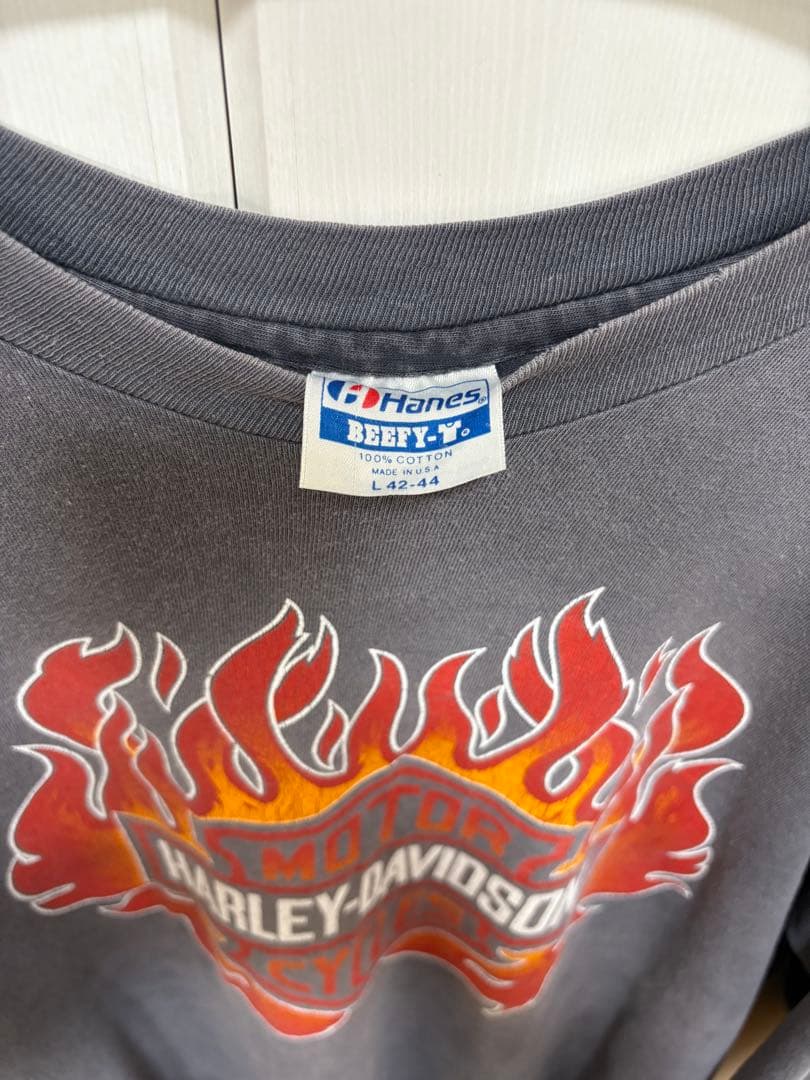 Hanes®
BEEFY-T®
100% COTTON
MADE IN U.S.A
L 42-44
MOTOR
HARLEY-DAVIDSON
CYCLES